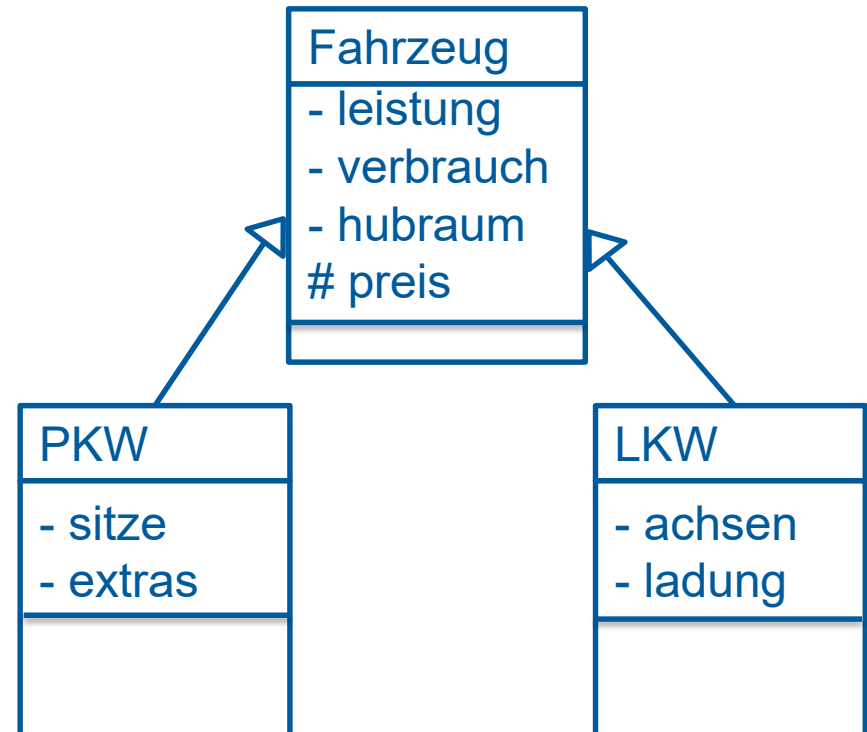 Fahrzeug
- leistung
- verbrauch
- hubraum
# preis
PKW
- sitze
- extras
LKW
- achsen
- ladung